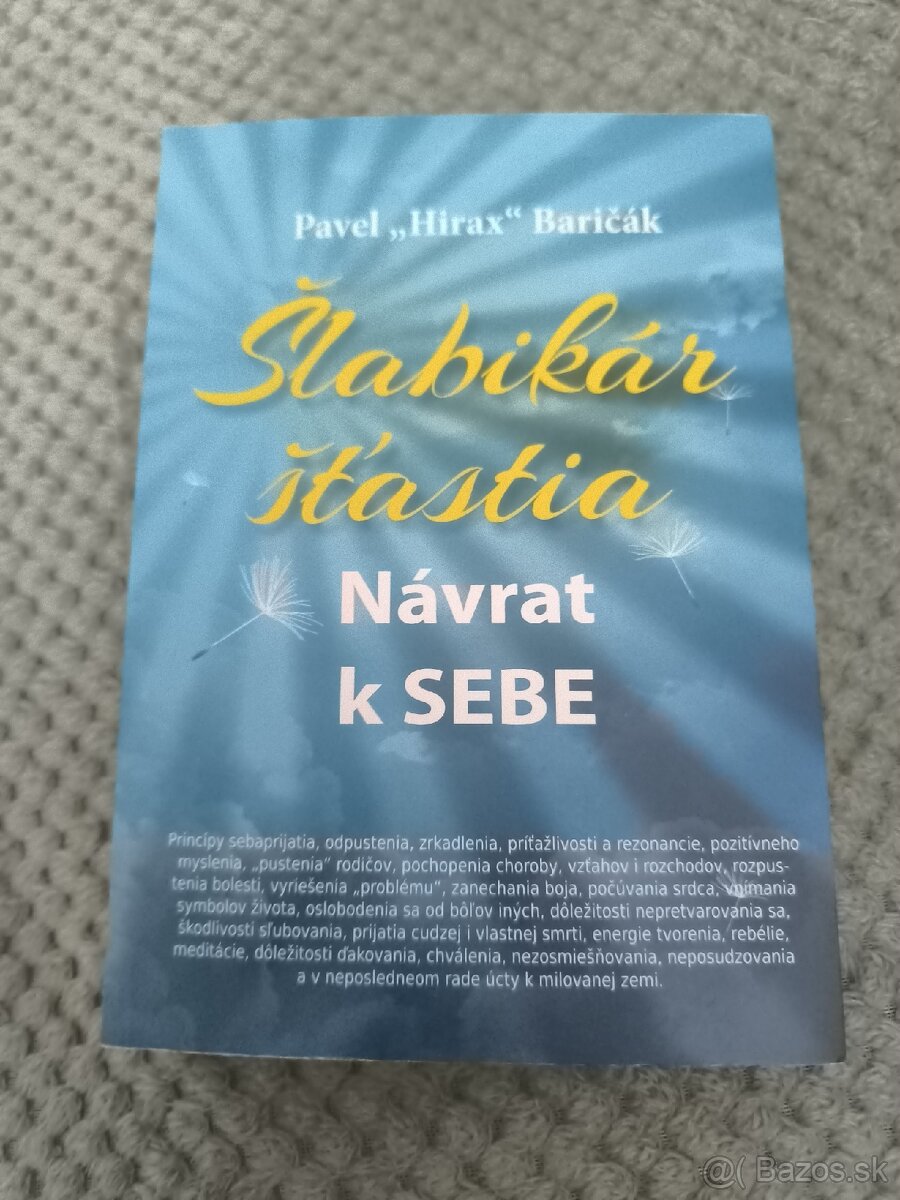 Pavel „Hirax“ Baričák
Šlabikár
šťastia
Návrat
k SEBE
Princípy sebaprijatia, odpustenia, zrkadlenia, príťažlivosti a rezonancie, pozitívneho
myslenia, „pustenia“ rodičov, pochopenia choroby, vzťahov i rozchodov, rozpus-
tenia bolesti, vyriešenia „problému“, zanechania boja, počúvania srdca, vnímania
symbolov života, oslobodenia sa od bôľov iných, dôležitosti nepretvarovania sa,
škodlivosti sľubovania, prijatia cudzej i vlastnej smrti, energie tvorenia, rebélie,
meditácie, dôležitosti ďakovania, chválenia, nezosmiešňovania, neposudzovania
a v neposledneom rade úcty k milovanej zemi.
@( Bazos.sk